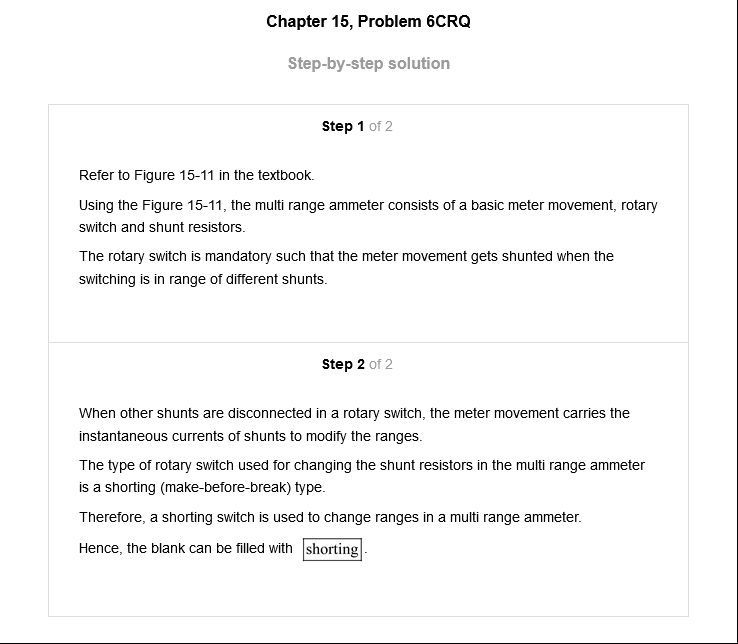 Chapter 15, Problem 6CRQ
Step-by-step solution
Step 1 of 2
Refer to Figure 15-11 in the textbook.
Using the Figure 15-11, the multi range ammeter consists of a basic meter movement, rotary
switch and shunt resistors.
The rotary switch is mandatory such that the meter movement gets shunted when the
switching is in range of different shunts.
Step 2 of 2
When other shunts are disconnected in a rotary switch, the meter movement carries the
instantaneous currents of shunts to modify the ranges.
The type of rotary switch used for changing the shunt resistors in the multi range ammeter
is a shorting (make-before-break) type.
Therefore, a shorting switch is used to change ranges in a multi range ammeter.
Hence, the blank can be filled with shorting.